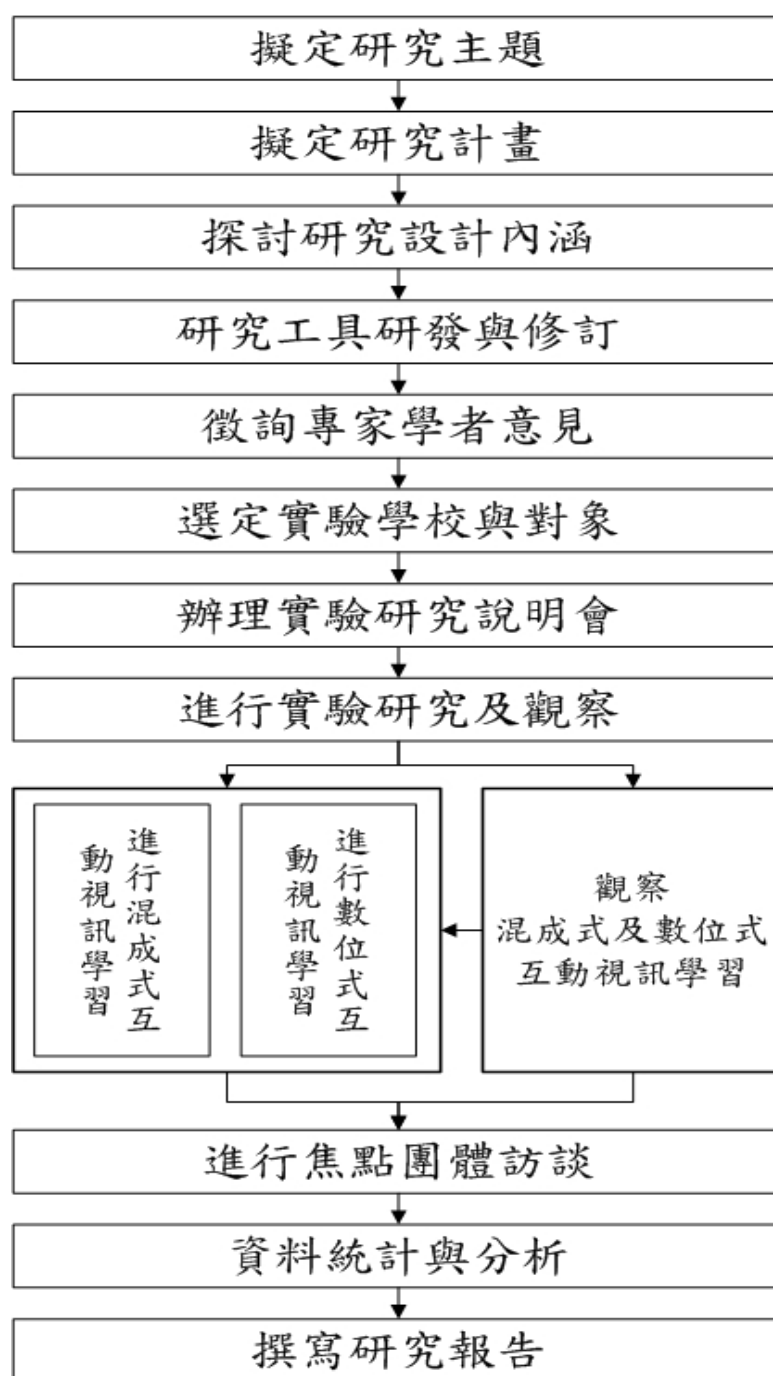 擬定研究主題
擬定研究計畫
探討研究設計內涵
研究工具研發與修訂
徵詢專家學者意見
選定實驗學校與對象
辦理實驗研究說明會
進行實驗研究及觀察
進行混成式互
動視訊學習
進行數位式互
動視訊學習
觀察
混成式及數位式
互動視訊學習
進行焦點團體訪談
資料統計與分析
撰寫研究報告